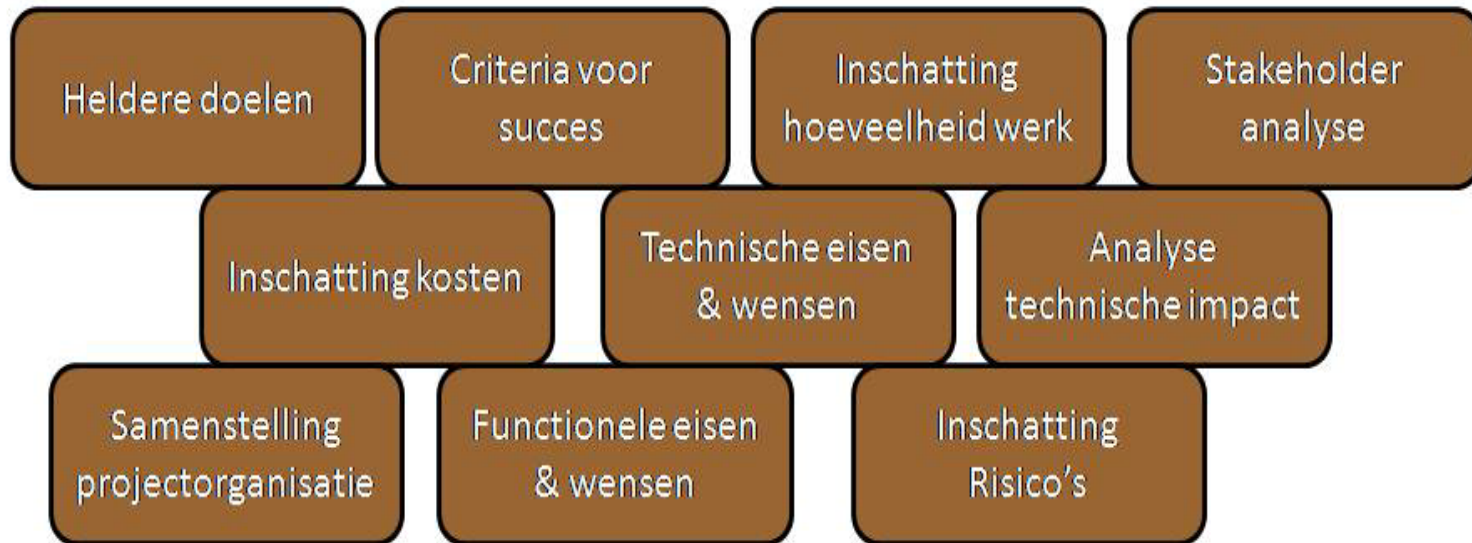 Heldere doelen
Criteria voor
succes
Inschatting
hoeveelheid werk
Stakeholder
analyse
Inschatting kosten
Technische eisen
& wensen
Analyse
technische impact
Samenstelling
projectorganisatie
Functionele eisen
& wensen
Inschatting
Risico's